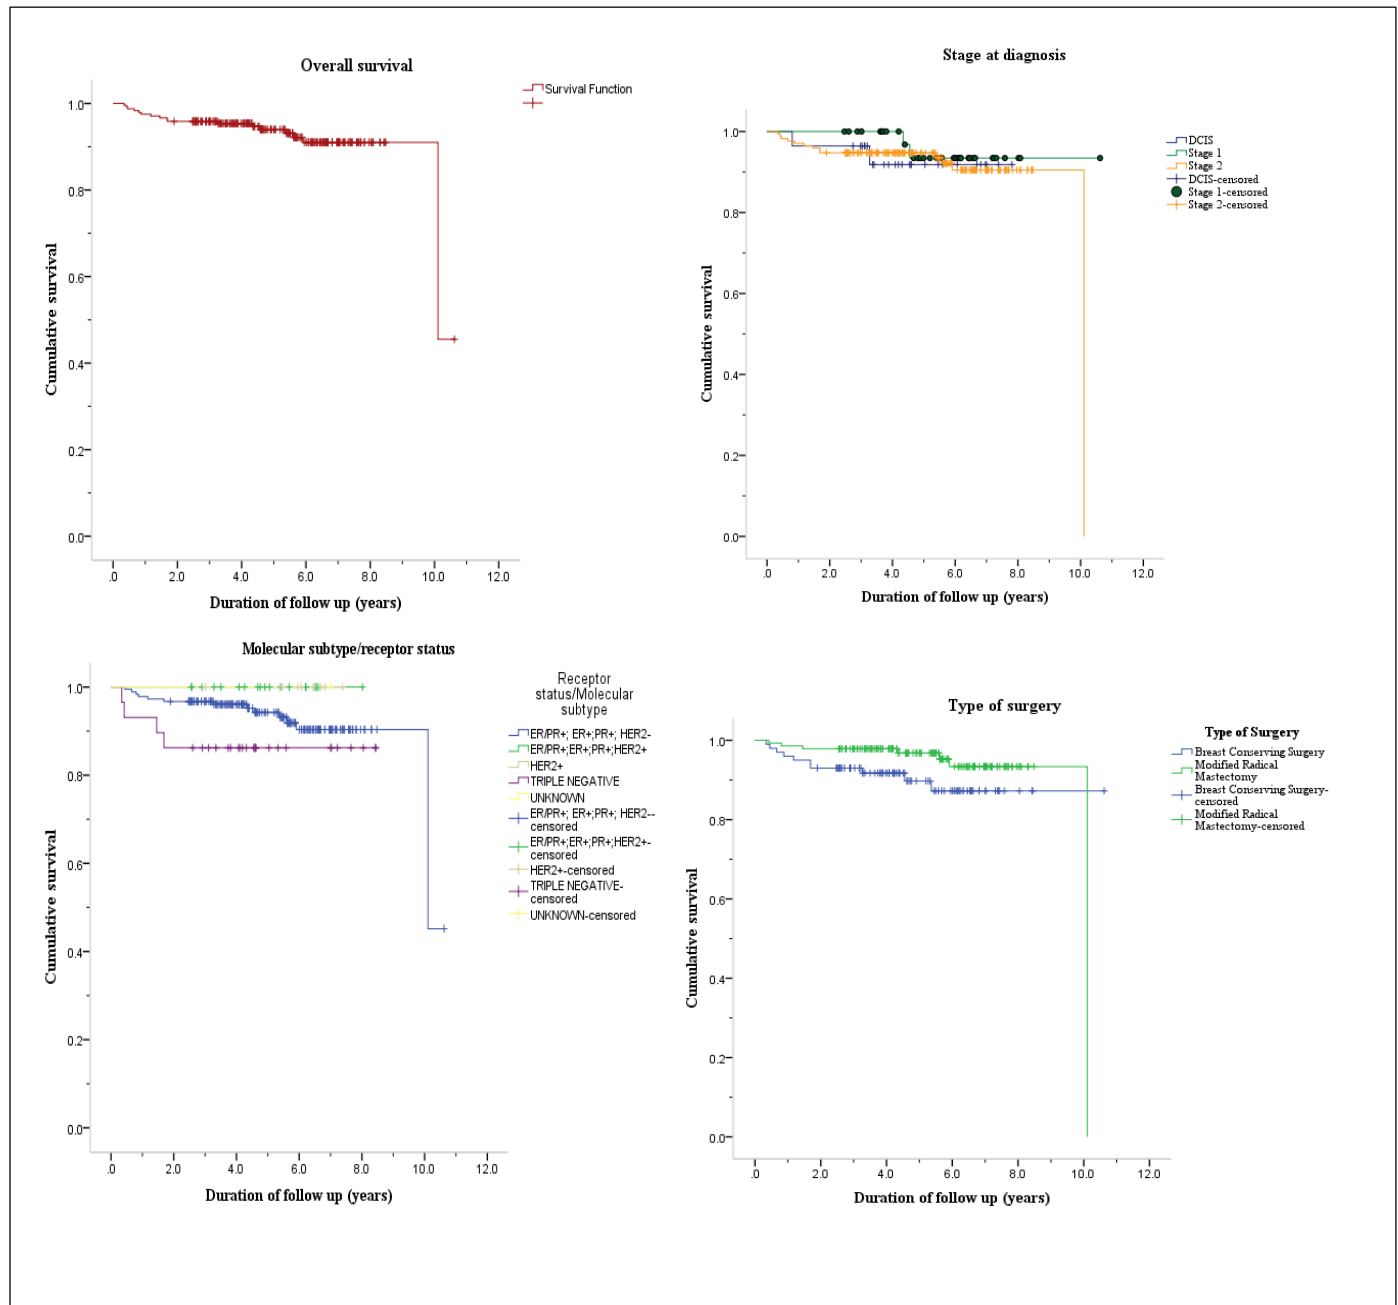 Overall survival
Survival Function
1.0
0.8
0.6
0.4
0.2
0.0
Cumulative survival
.0 2.0 4.0 6.0 8.0 10.0 12.0
Duration of follow up (years)
Stage at diagnosis
DCIS
Stage 1
Stage 2
DCIS-censored
Stage 1-censored
Stage 2-censored
1.0
0.8
0.6
0.4
0.2
0.0
Cumulative survival
.0 2.0 4.0 6.0 8.0 10.0 12.0
Duration of follow up (years)
Molecular subtype/receptor status
Receptor
status/Molecular
subtype
ER/PR+; ER+;PR+; HER2-
ER/PR+;ER+;PR+;HER2+
HER2+
TRIPLE NEGATIVE
UNKNOWN
ER/PR+; ER+;PR+; HER2--
censored
ER/PR+;ER+;PR+;HER2+-
censored
HER2+-censored
TRIPLE NEGATIVE-
censored
UNKNOWN-censored
1.0
0.8
0.6
0.4
0.2
0.0
Cumulative survival
.0 2.0 4.0 6.0 8.0 10.0 12.0
Duration of follow up (years)
Type of surgery
Type of Surgery
Breast Conserving Surgery
Modified Radical
Mastectomy
Breast Conserving Surgery-
censored
Modified Radical
Mastectomy-censored
1.0
0.8
0.6
0.4
0.2
0.0
Cumulative survival
.0 2.0 4.0 6.0 8.0 10.0 12.0
Duration of follow up (years)